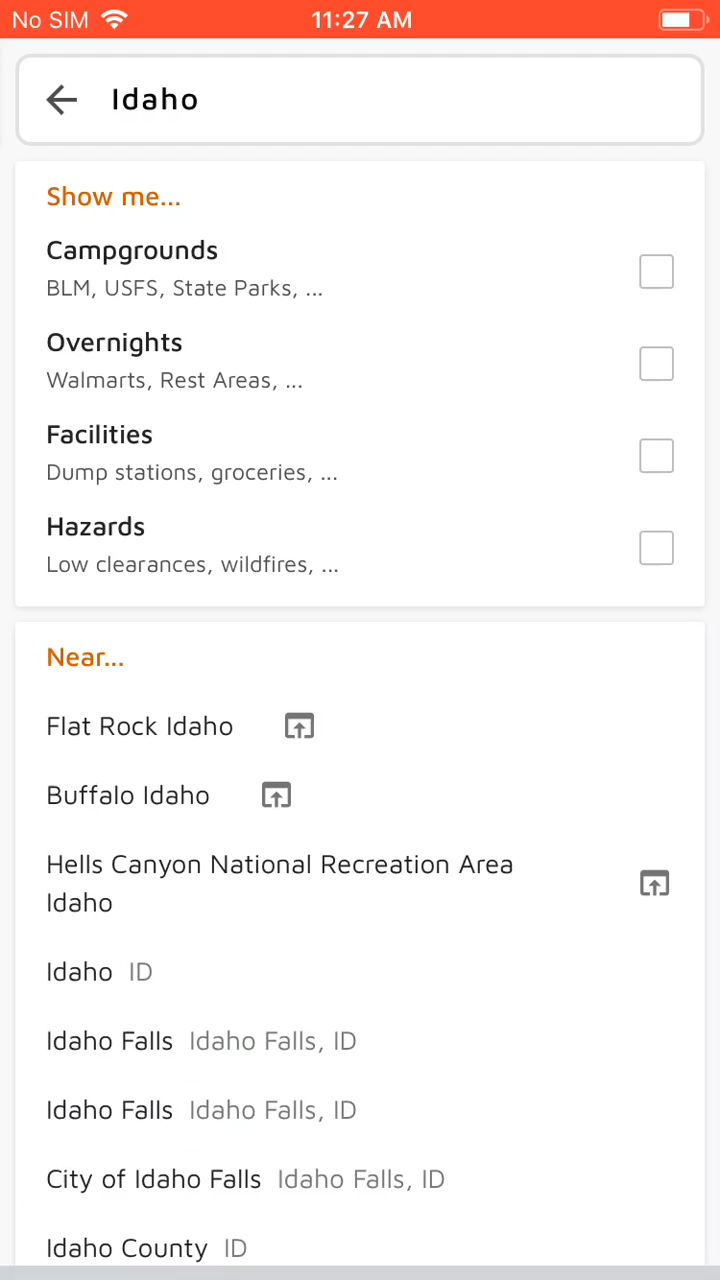 No SIM 11:27 AM
Idaho
Show me...
Campgrounds
BLM, USFS, State Parks, ...
Overnights
Walmarts, Rest Areas, ...
Facilities
Dump stations, groceries, ...
Hazards
Low clearances, wildfires, ...
Near...
Flat Rock Idaho
Buffalo Idaho
Hells Canyon National Recreation Area
Idaho
Idaho ID
Idaho Falls Idaho Falls, ID
Idaho Falls Idaho Falls, ID
City of Idaho Falls Idaho Falls, ID
Idaho County ID